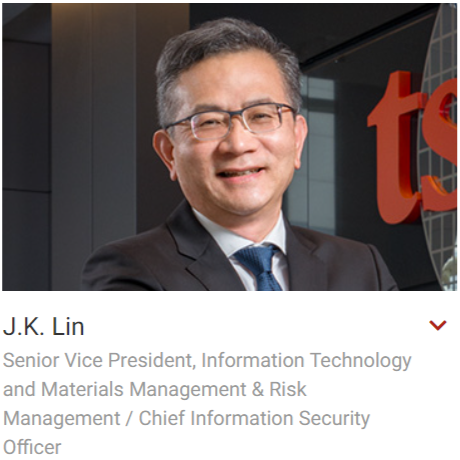 ts
J.K. Lin
Senior Vice President, Information Technology
and Materials Management & Risk
Management / Chief Information Security
Officer